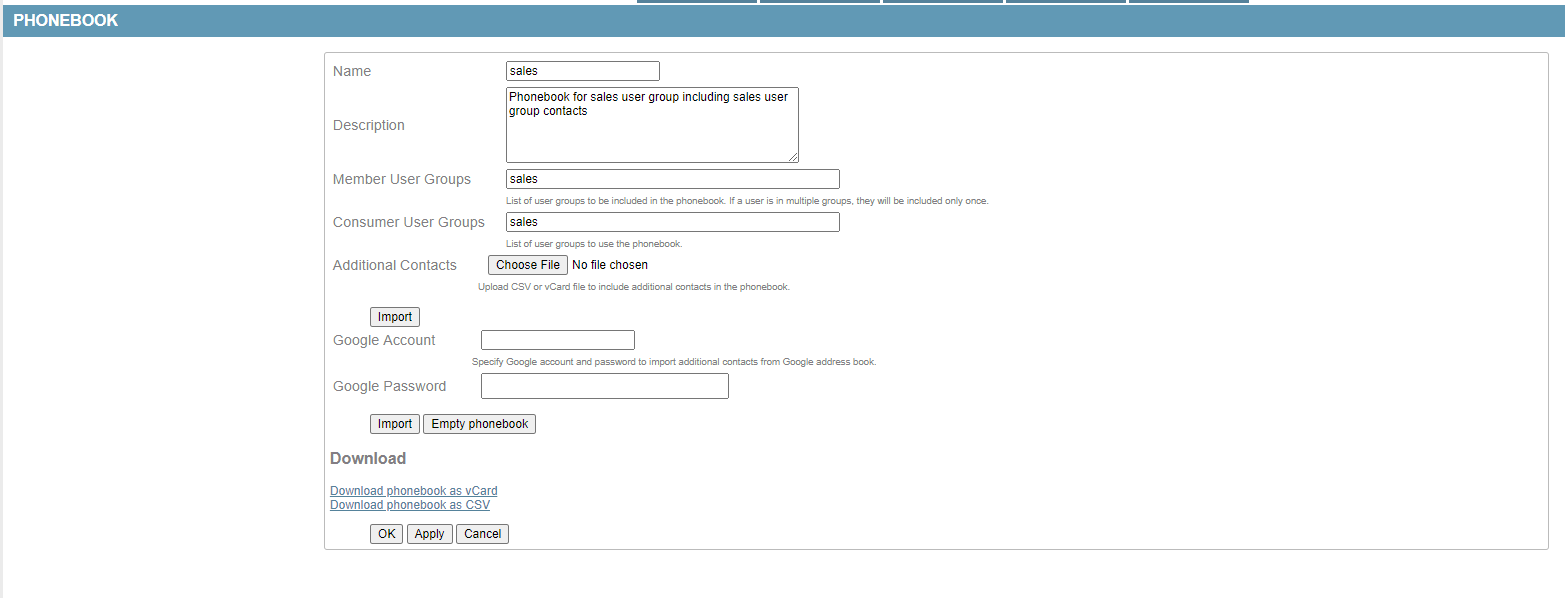 PHONEBOOK
Name
sales
Description
Phonebook for sales user group including sales user
group contacts
Member User Groups
sales
List of user groups to be included in the phonebook. If a user is in multiple groups, they will be included only once.
Consumer User Groups
sales
List of user groups to use the phonebook.
Additional Contacts
Choose File No file chosen
Upload CSV or vCard file to include additional contacts in the phonebook.
Import
Google Account
Specify Google account and password to import additional contacts from Google address book.
Google Password
Import Empty phonebook
Download
Download phonebook as vCard
Download phonebook as CSV
OK Apply Cancel